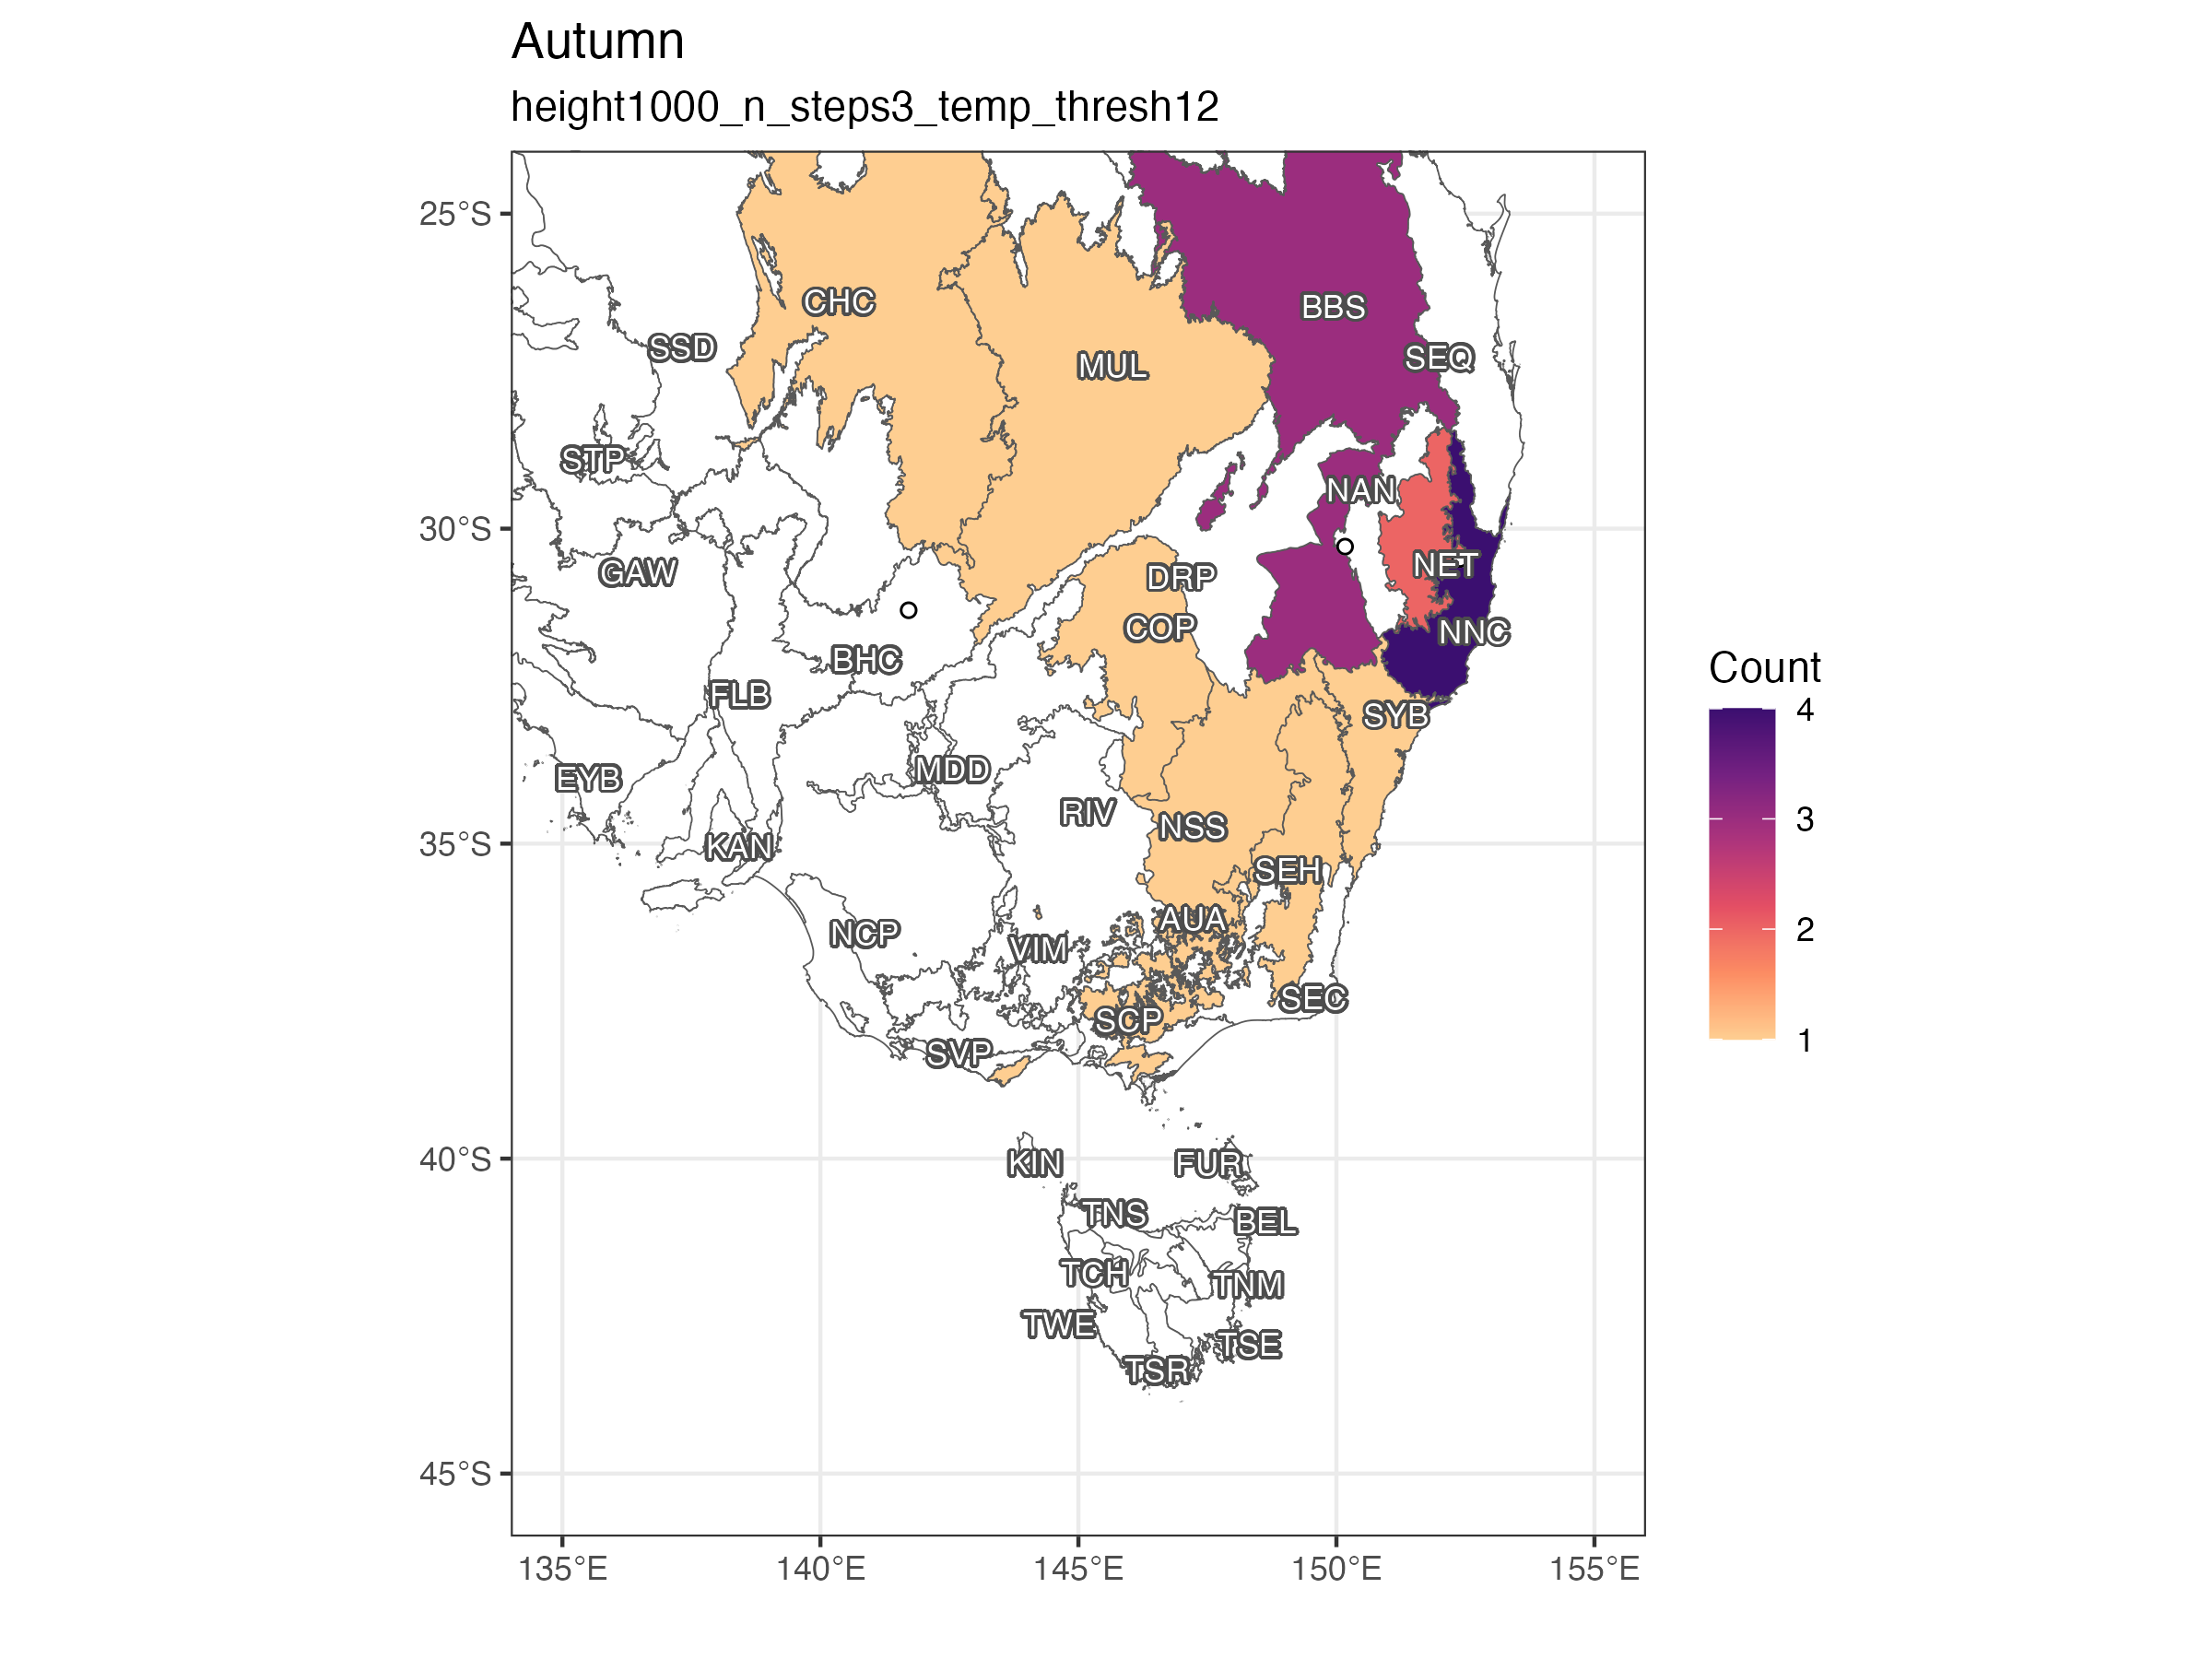 Autumn
height1000_n_steps3_temp_thresh12
25°S
30°S
35°S
40°S
45°S
135°E
140°E
145°E
150°E
155°E
CHC
BBS
SSD
MUL
SEQ
STP
NAN
GAW
DRP
NET
COP
NNC
BHC
FLB
SYB
EYB
MDD
RIV
NSS
KAN
SEH
AUA
NCP
VIM
SEC
SCP
SVP
KIN
FUR
TNS
BEL
TCH
TNM
TWE
TSE
TSR
Count
4
3
2
1